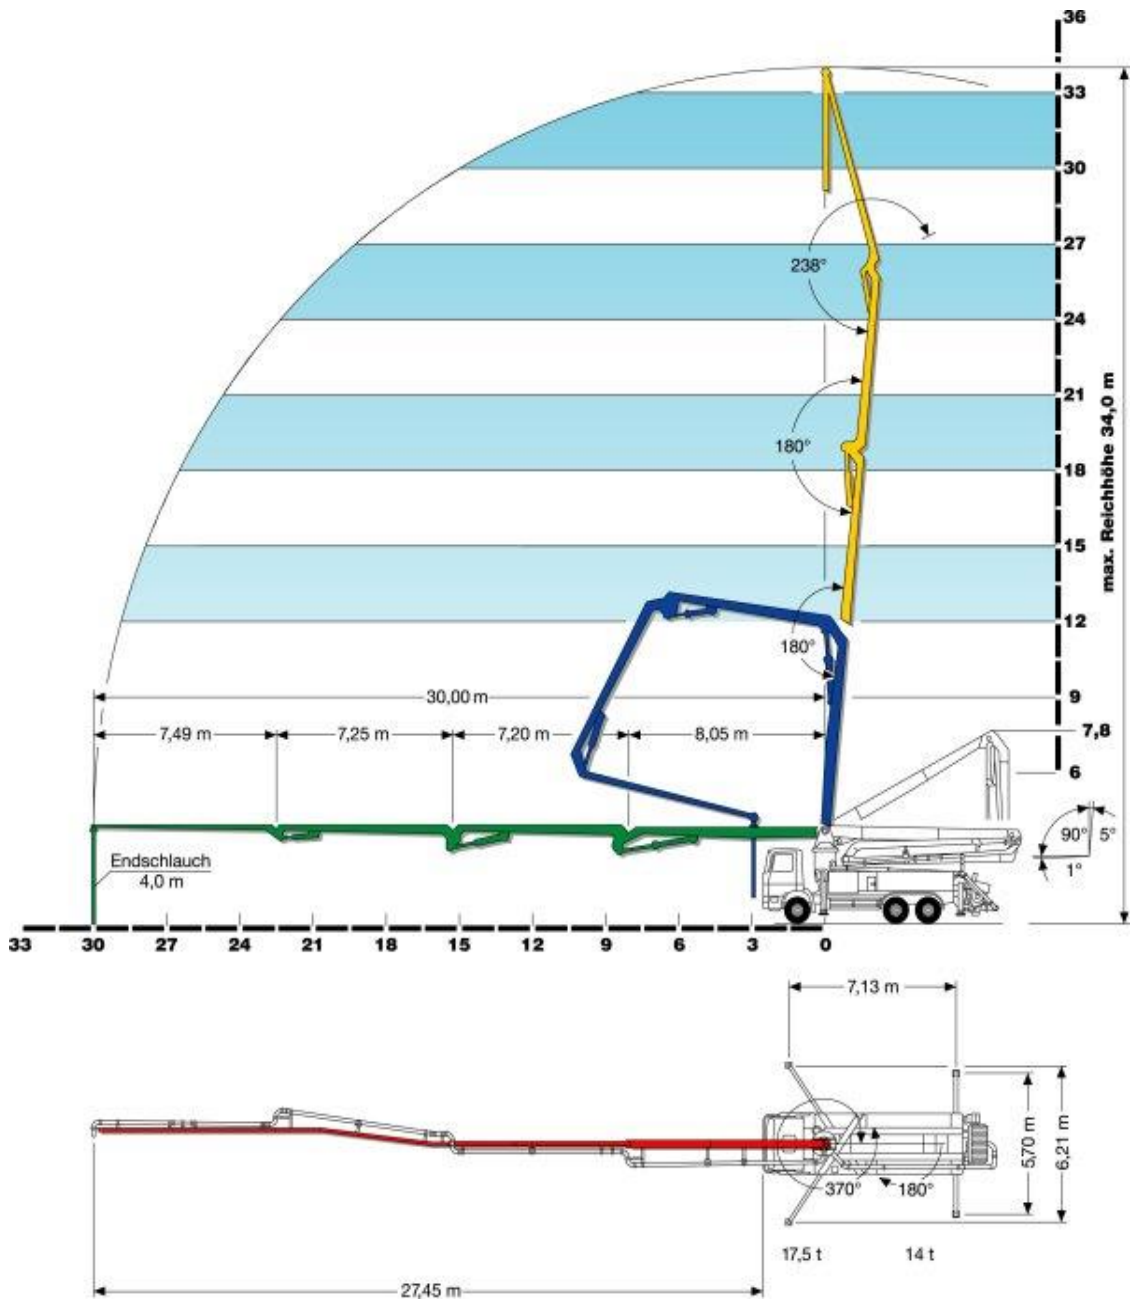 36
33
30
27
238°
24
21
180°
18
max. Reichhöhe 34,0 m
15
12
180°
30,00 m
9
7,49 m
7,25 m
7,20 m
8,05 m
7,8
6
90°
5°
1°
Endschlauch
4,0 m
33
30
27
24
21
18
15
12
9
6
3
0
7,13 m
5,70 m
6,21 m
370°
180°
17,5 t
14 t
27,45 m